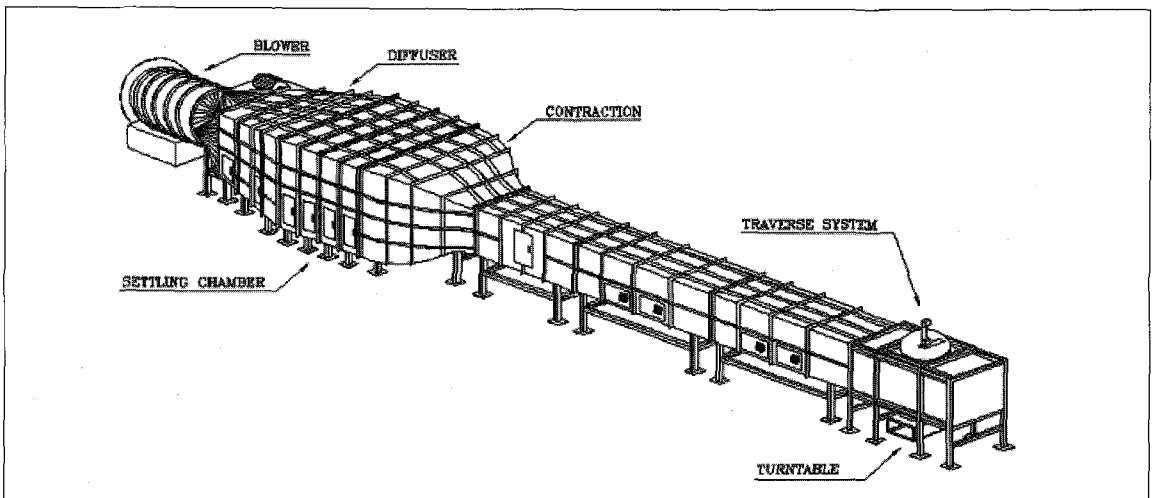 BLOWER
DIFFUSER
CONTRACTION
TRAVERSE SYSTEM
SETTLING CHAMBER
TURNTABLE